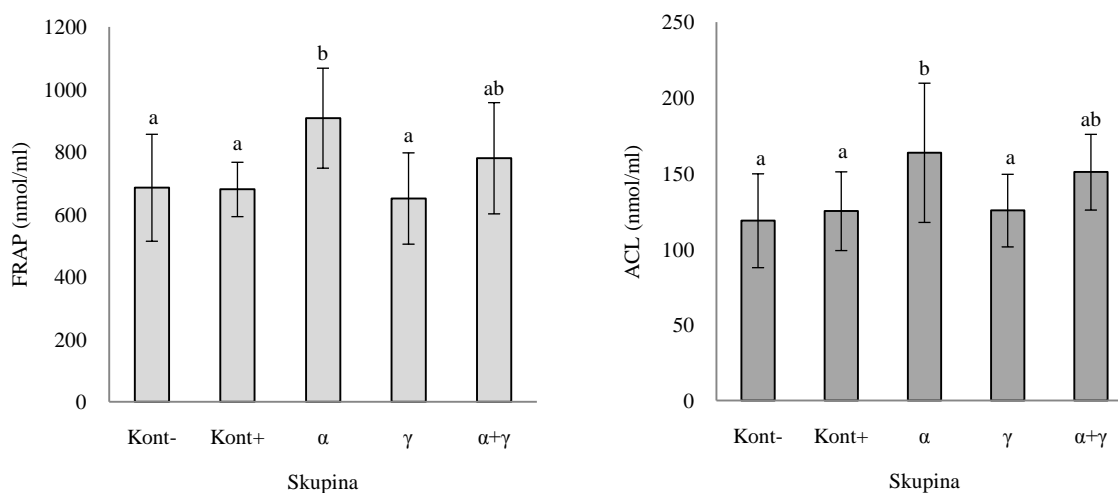 FRAP (nmol/ml)
1200
1000
800
600
400
200
0
a
a
b
a
ab
Kont-
Kont+
α
γ
α+γ
Skupina
ACL (nmol/ml)
250
200
150
100
50
0
a
a
b
a
ab
Kont-
Kont+
α
γ
α+γ
Skupina